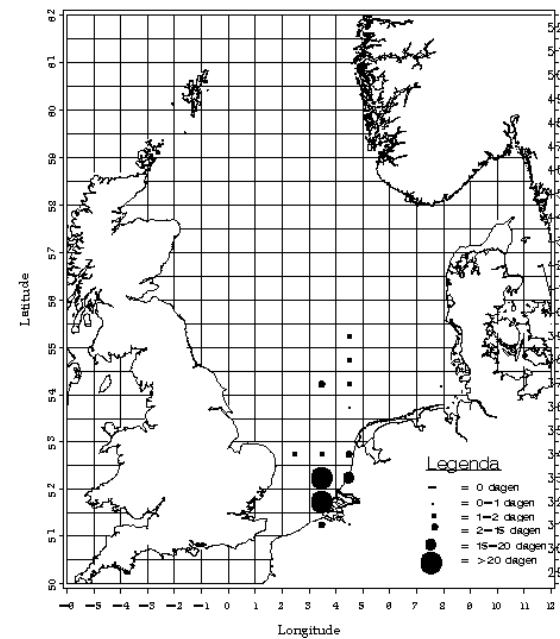 62
61
60
59
58
57
56
55
54
53
52
51
50
Latitude
Legenda
= 0 dagen
= 0-1 dagen
= 1-2 dagen
= 2-15 dagen
= 15-20 dagen
= >20 dagen
-6 -5 -4 -3 -2 -1 0 1 2 3 4 5 6 7 8 9 10 11 12
Longitude